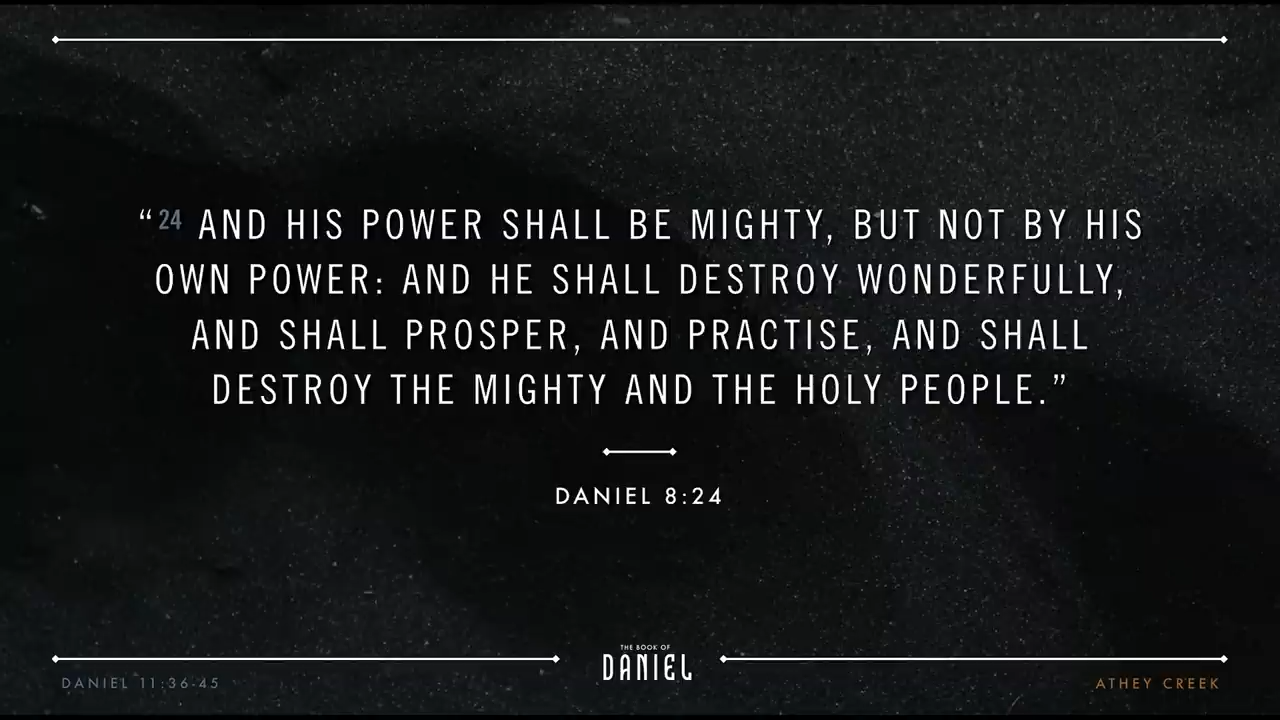 “24 AND HIS POWER SHALL BE MIGHTY, BUT NOT BY HIS
OWN POWER: AND HE SHALL DESTROY WONDERFULLY,
AND SHALL PROSPER, AND PRACTISE, AND SHALL
DESTROY THE MIGHTY AND THE HOLY PEOPLE.”
DANIEL 8:24
THE BOOK OF
DANIEL
DANIEL 11:36-45
ATHEY CREEK